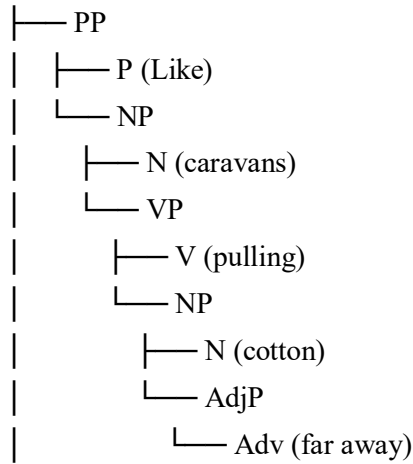 ├── PP
│ ├── P (Like)
│ └── NP
│ ├── N (caravans)
│ └── VP
│ ├── V (pulling)
│ └── NP
│ ├── N (cotton)
│ └── AdjP
│ └── Adv (far away)